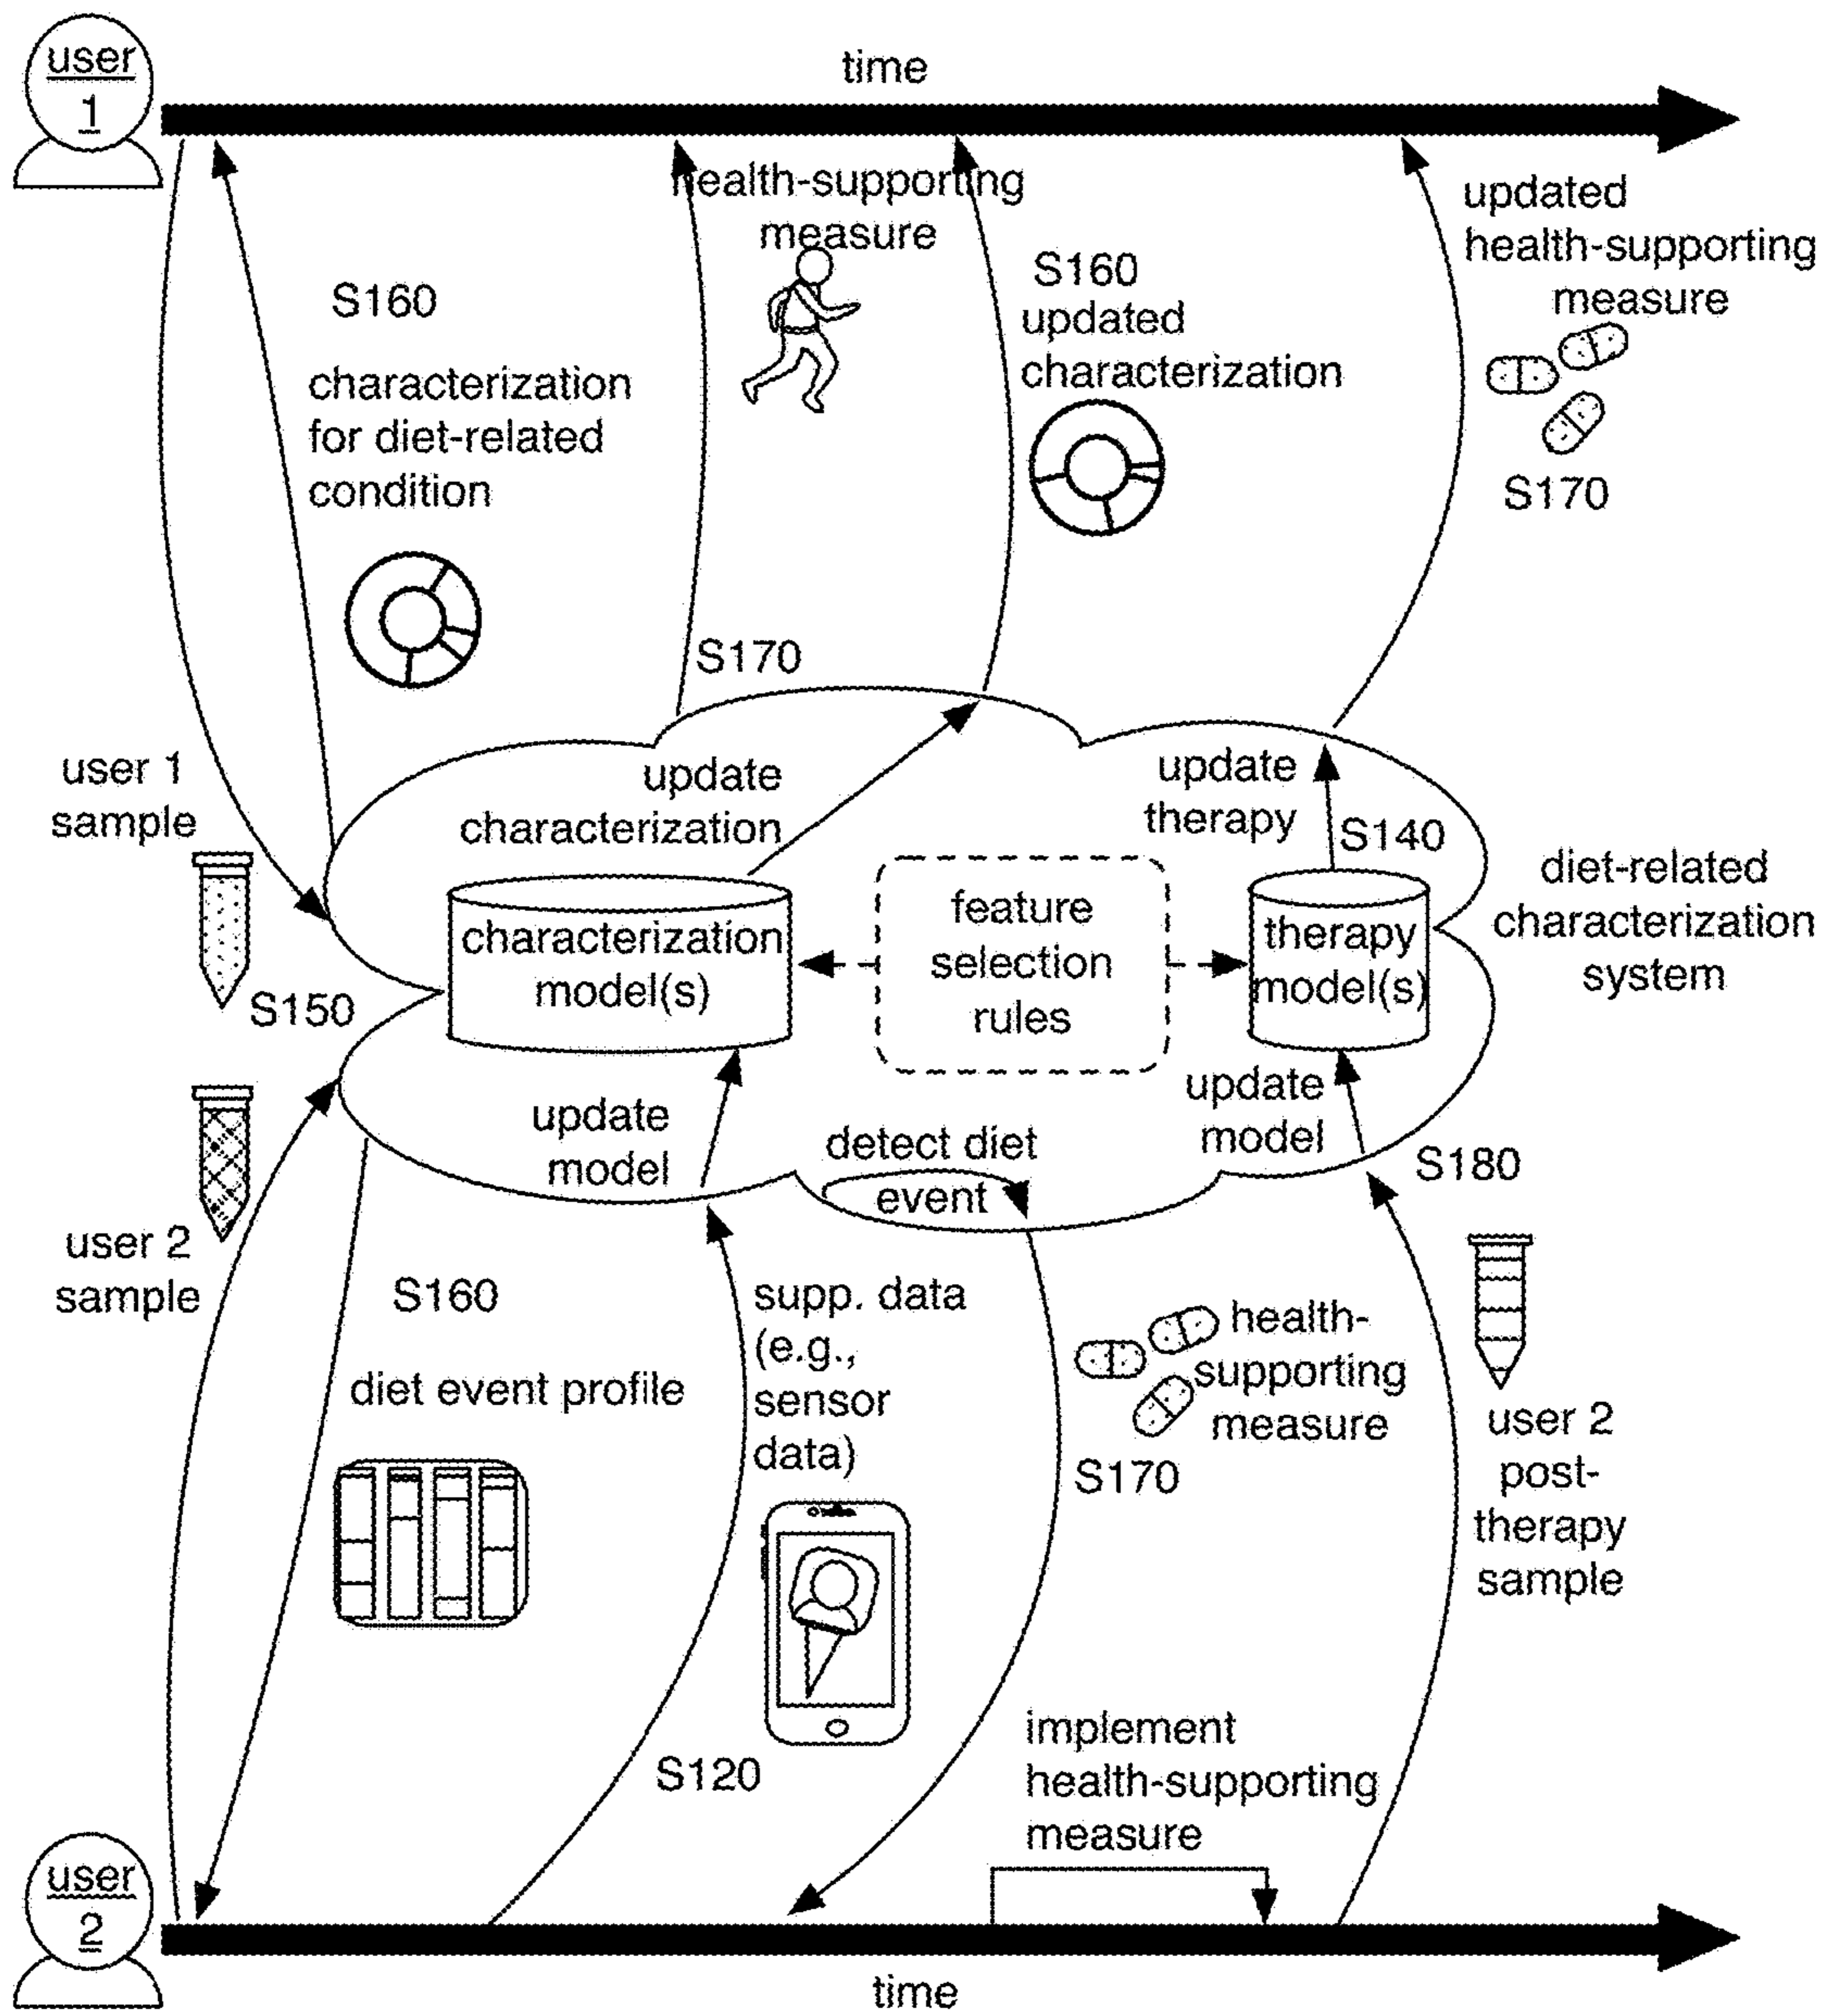 user
1
time
health-supporting
measure
updated
health-supporting
measure
S160
characterization
for diet-related
condition
S160
updated
characterization
S170
S170
user 1
sample
update
characterization
update
therapy
S140
diet-related
characterization
system
characterization
model(s)
feature
selection
rules
therapy
model(s)
S150
update
model
detect diet
event
update
model
S180
user 2
sample
S160
diet event profile
supp. data
(e.g.,
sensor
data)
health-
supporting
measure
S170
user 2
post-
therapy
sample
S120
implement
health-supporting
measure
user
2
time